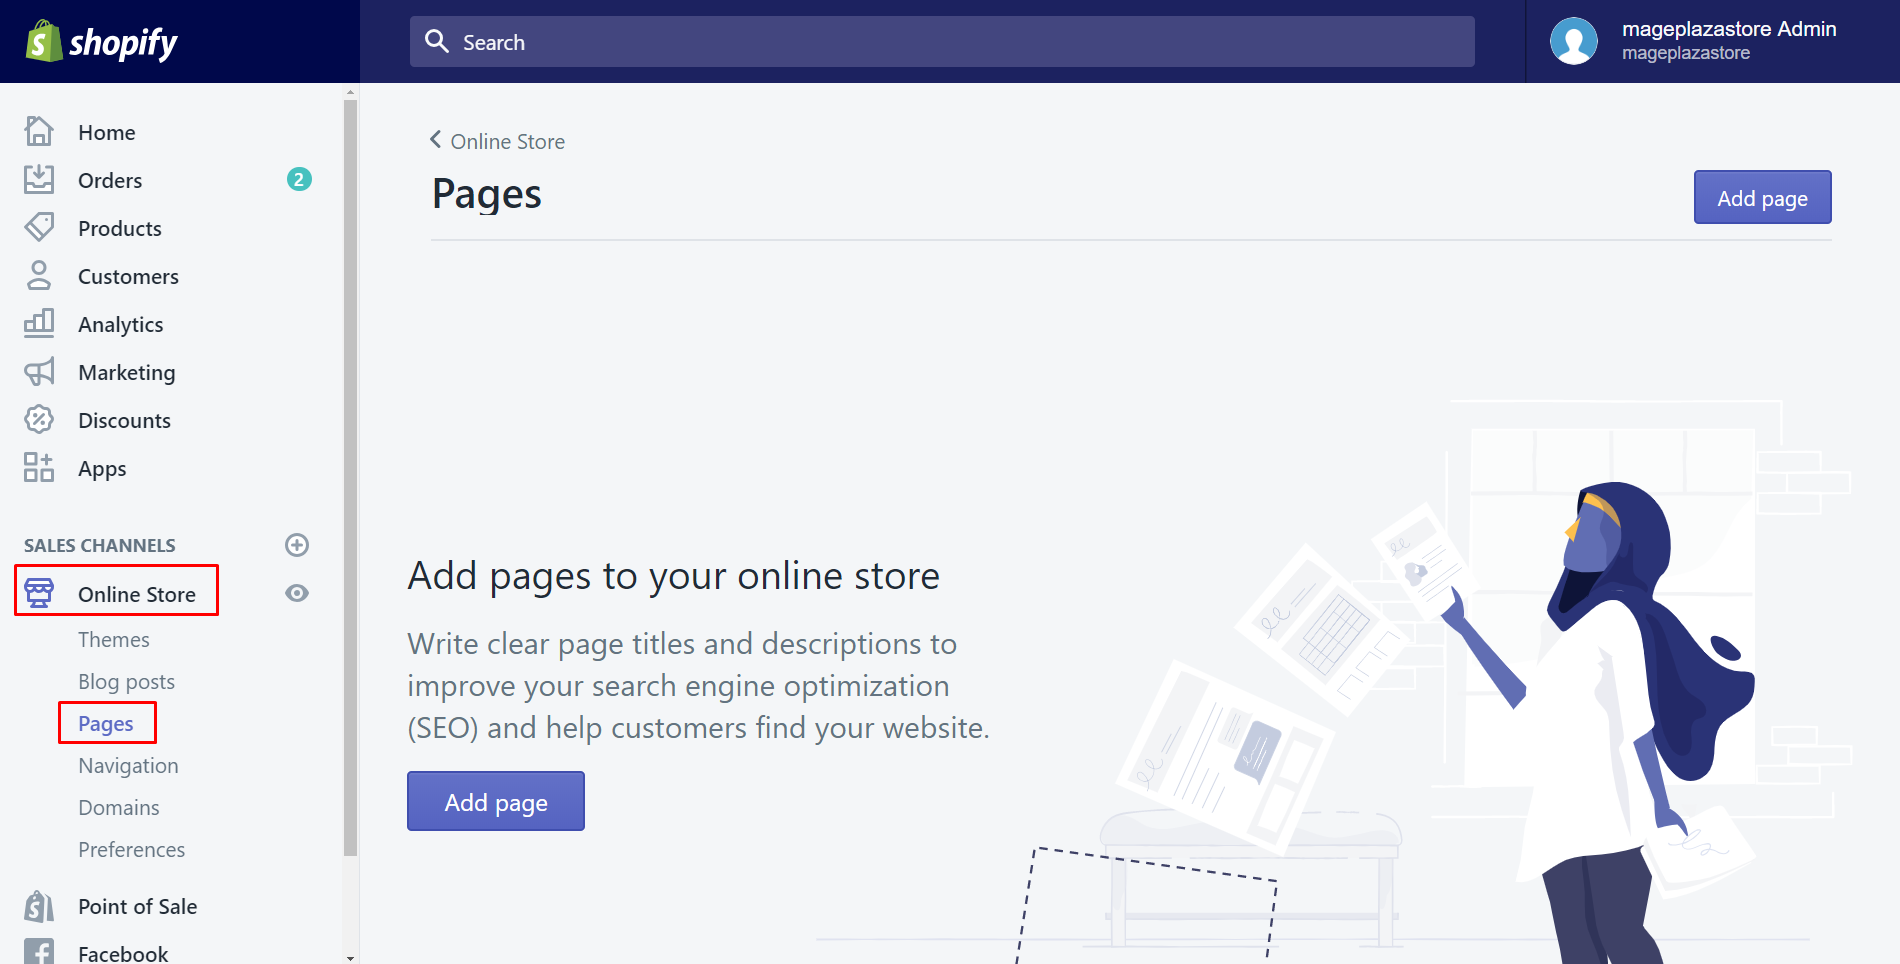 shopify
Search
mageplazastore Admin
mageplazastore
Home
Orders
2
Products
Customers
Analytics
Marketing
Discounts
Apps
SALES CHANNELS
Online Store
Themes
Blog posts
Pages
Navigation
Domains
Preferences
Point of Sale
Facebook
Online Store
Pages
Add page
Add pages to your online store
Write clear page titles and descriptions to
improve your search engine optimization
(SEO) and help customers find your website.
Add page